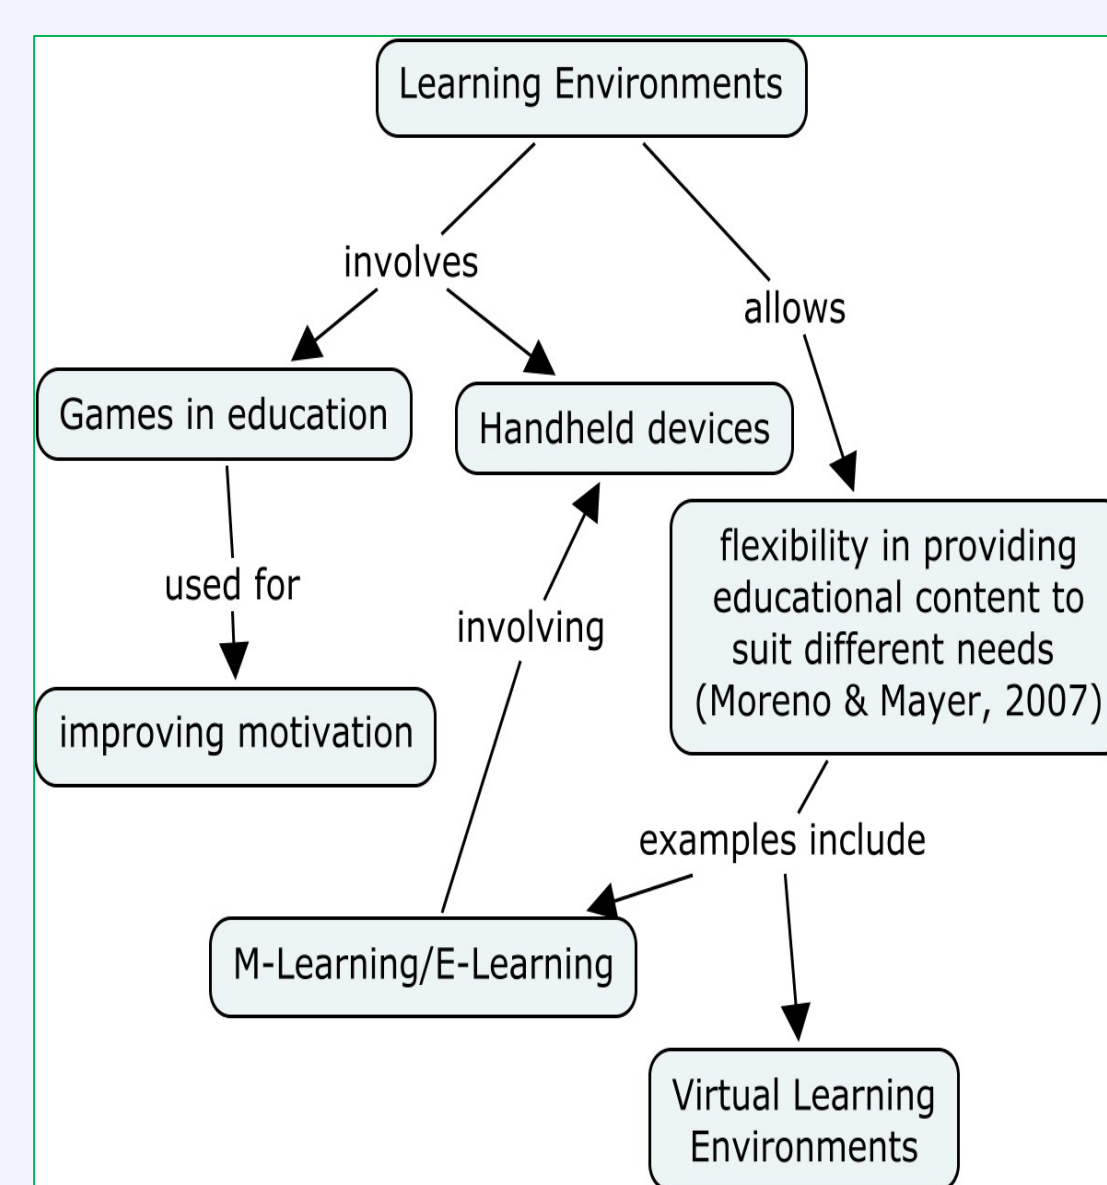 Learning Environments
involves
allows
Games in education
Handheld devices
flexibility in providing
educational content to
suit different needs
(Moreno & Mayer, 2007)
used for
involving
improving motivation
examples include
M-Learning/E-Learning
Virtual Learning
Environments